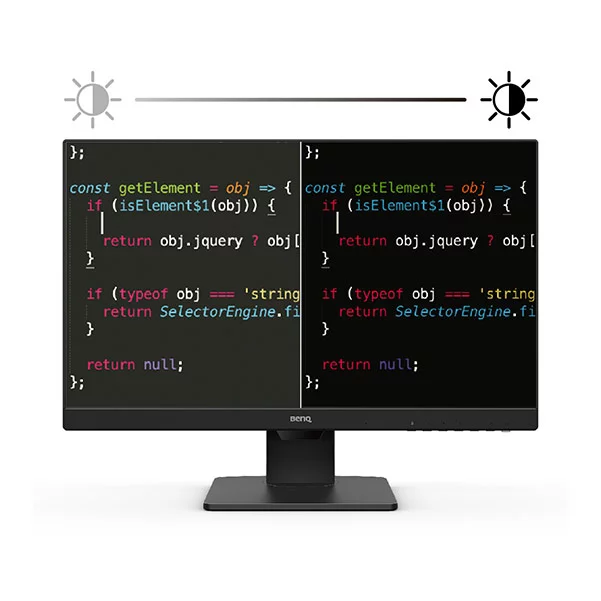 };
const getElement = obj => {
if (isElement$1(obj)) {
return obj.jquery ? obj[
}
if (typeof obj === 'string
return SelectorEngine.fi
}
return null;
};
};
const getElement = obj => {
if (isElement$1(obj)) {
return obj.jquery ? obj[
}
if (typeof obj === 'string
return SelectorEngine.fi
}
return null;
};
BenQ